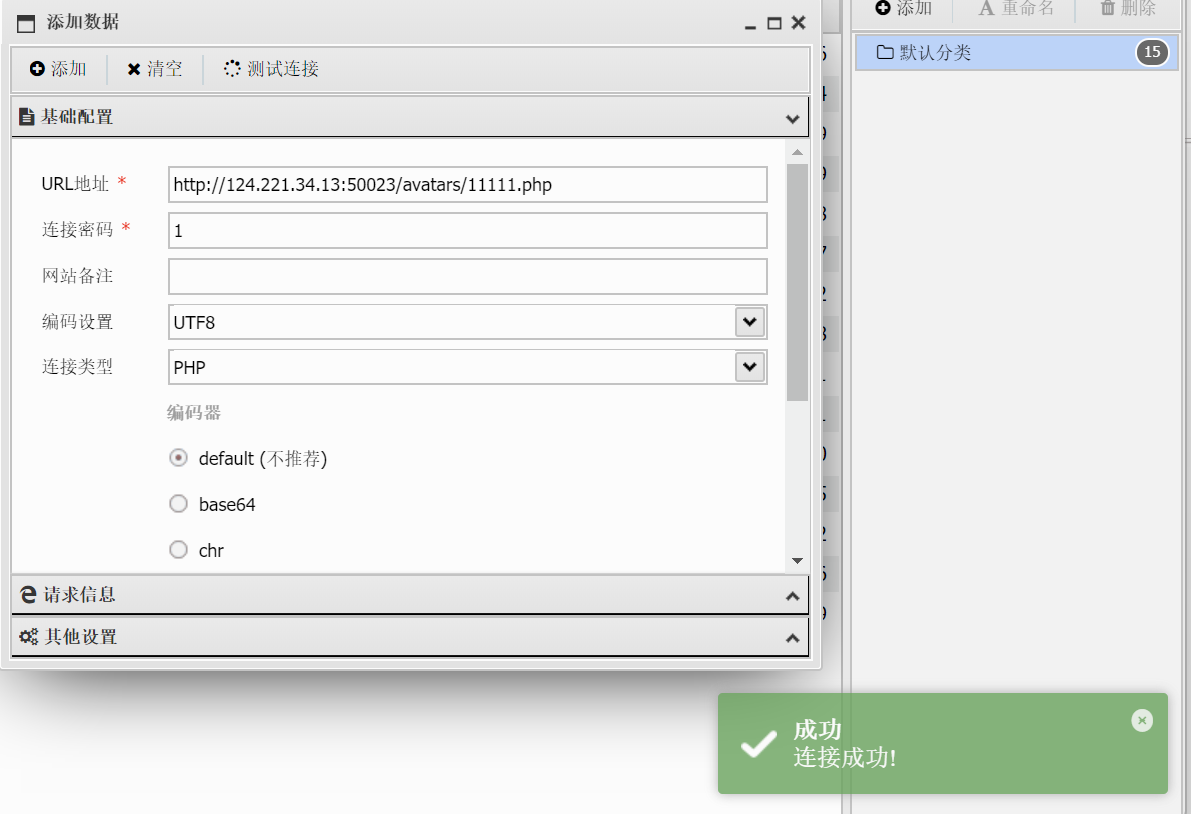 添加数据
添加 清空 测试连接
基础配置
URL地址 *
http://124.221.34.13:50023/avatars/11111.php
连接密码 *
1
网站备注
编码设置
UTF8
连接类型
PHP
编码器
default (不推荐)
base64
chr
请求信息
其他设置
添加 重命名 删除
默认分类 15
成功
连接成功!